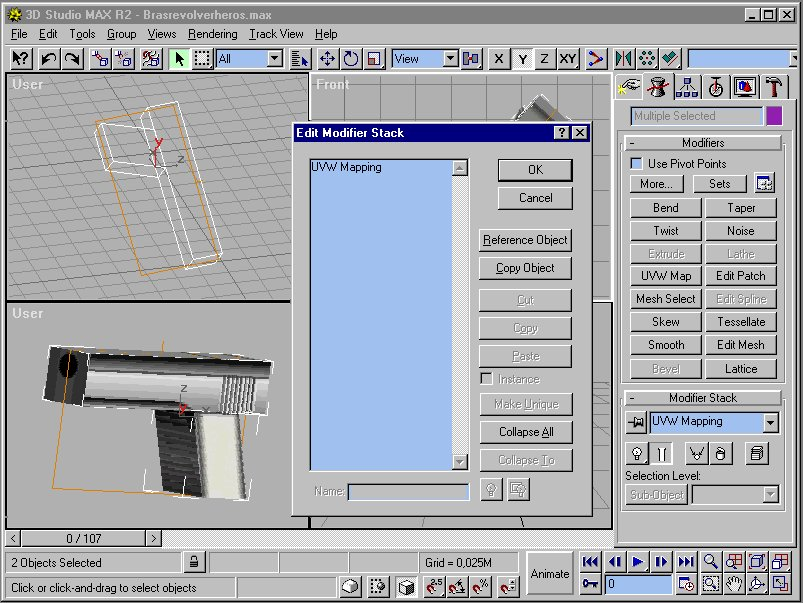 3D Studio MAX R2 - Brasrevolverheros.max
File Edit Tools Group Views Rendering Track View Help
All
View
X Y Z XY
User
Front
y
z
Edit Modifier Stack
UVW Mapping
OK
Cancel
Reference Object
Copy Object
Cut
Copy
Paste
Instance
Make Unique
Collapse All
Collapse To
Name:
User
z
x
Multiple Selected
- Modifiers
Use Pivot Points
More... Sets
Bend Taper
Twist Noise
Extrude Lathe
UVW Map Edit Patch
Mesh Select Edit Spline
Skew Tessellate
Smooth Edit Mesh
Bevel Lattice
- Modifier Stack
UVW Mapping
Selection Level:
Sub-Object
< 0 / 107 >
2 Objects Selected
Grid = 0,025M
Click or click-and-drag to select objects
2.5
%
Animate
0